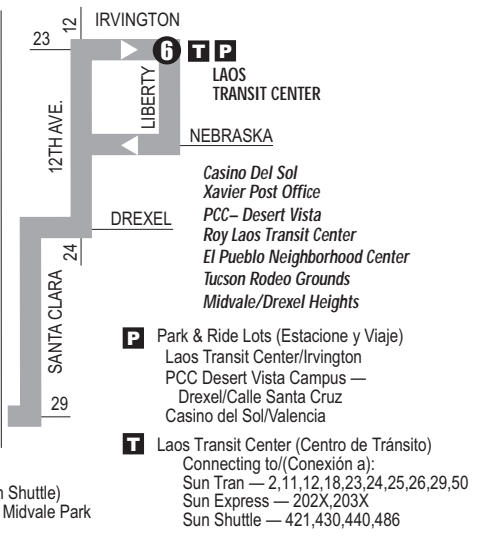 12
IRVINGTON
23
6 T P
LAOS
TRANSIT CENTER
LIBERTY
12TH AVE.
NEBRASKA
Casino Del Sol
Xavier Post Office
PCC– Desert Vista
Roy Laos Transit Center
El Pueblo Neighborhood Center
Tucson Rodeo Grounds
Midvale/Drexel Heights
DREXEL
24
SANTA CLARA
29
P Park & Ride Lots (Estacione y Viaje)
Laos Transit Center/Irvington
PCC Desert Vista Campus —
Drexel/Calle Santa Cruz
Casino del Sol/Valencia
T Laos Transit Center (Centro de Tránsito)
Connecting to/(Conexión a):
Sun Tran — 2,11,12,18,23,24,25,26,29,50
Sun Express — 202X,203X
Sun Shuttle — 421,430,440,486
Shuttle)
Midvale Park